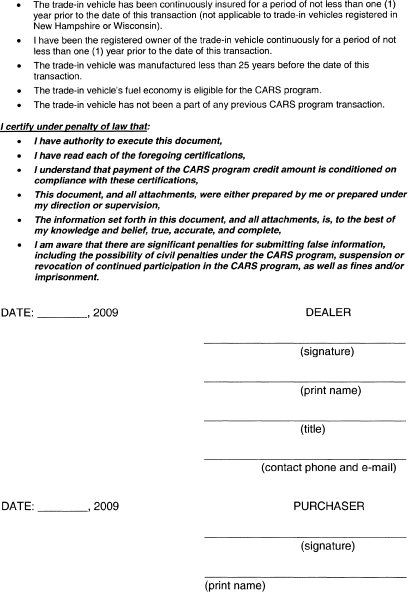 • The trade-in vehicle has been continuously insured for a period of not less than one (1)
year prior to the date of this transaction (not applicable to trade-in vehicles registered in
New Hampshire or Wisconsin).
• I have been the registered owner of the trade-in vehicle continuously for a period of not
less than one (1) year prior to the date of this transaction.
• The trade-in vehicle was manufactured less than 25 years before the date of this
transaction.
• The trade-in vehicle's fuel economy is eligible for the CARS program.
• The trade-in vehicle has not been a part of any previous CARS program transaction.
I certify under penalty of law that:
• I have authority to execute this document,
• I have read each of the foregoing certifications,
• I understand that payment of the CARS program credit amount is conditioned on
compliance with these certifications,
• This document, and all attachments, were either prepared by me or prepared under
my direction or supervision,
• The information set forth in this document, and all attachments, is, to the best of
my knowledge and belief, true, accurate, and complete,
• I am aware that there are significant penalties for submitting false information,
including the possibility of civil penalties under the CARS program, suspension or
revocation of continued participation in the CARS program, as well as fines and/or
imprisonment.
DATE: ________, 2009 DEALER
(signature)
(print name)
(title)
(contact phone and e-mail)
DATE: ________, 2009 PURCHASER
(signature)
(print name)